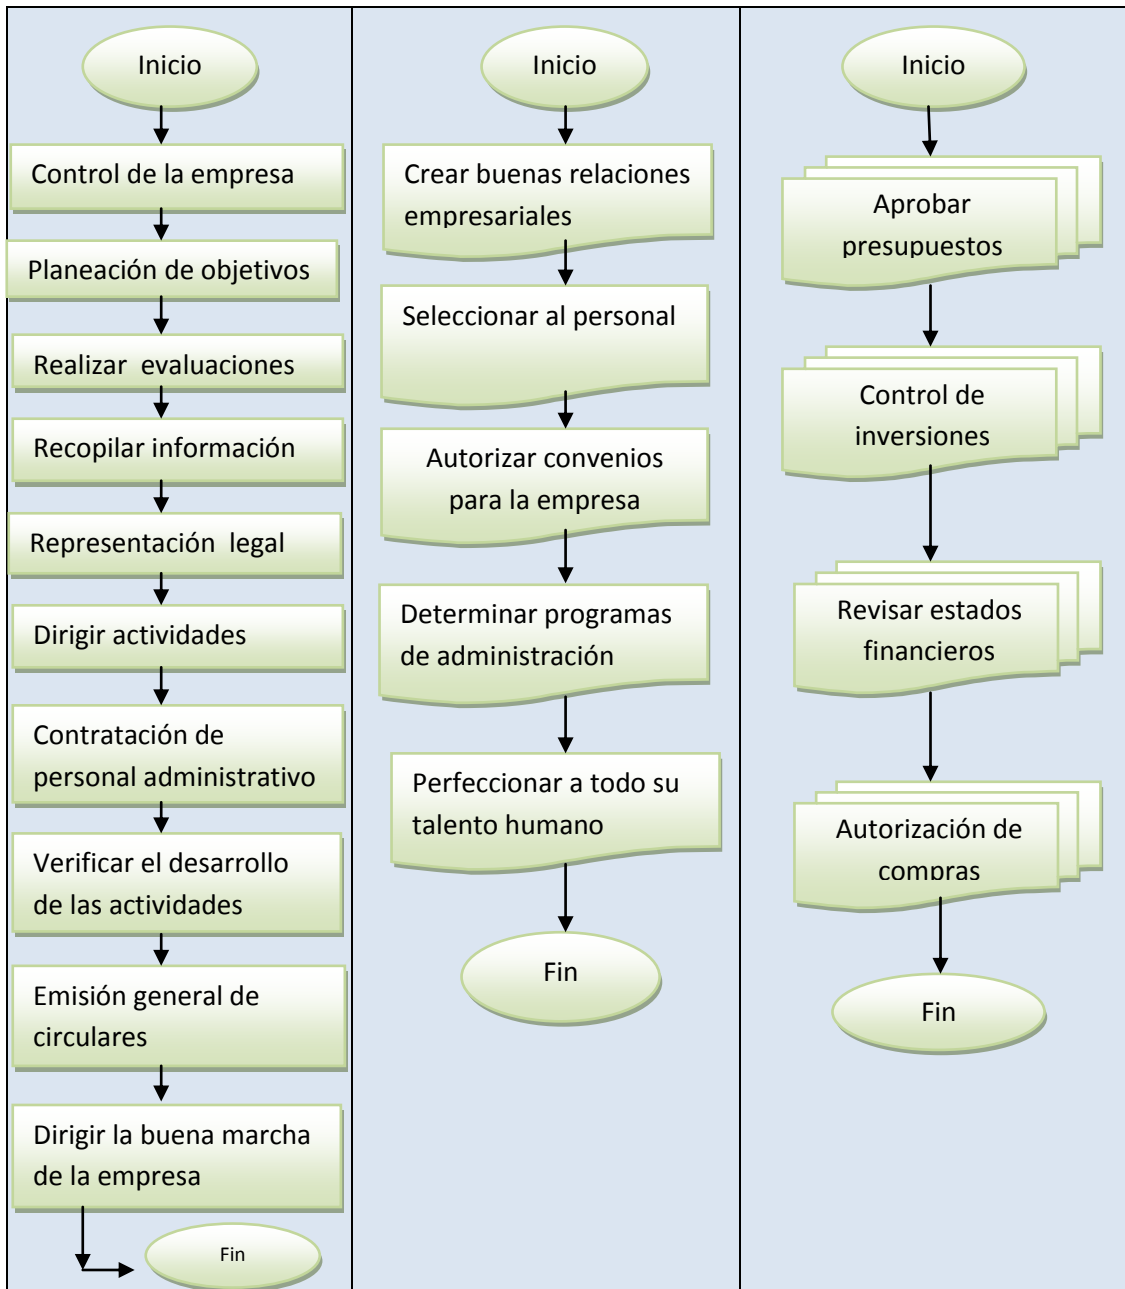 Inicio
Control de la empresa
Planeación de objetivos
Realizar  evaluaciones
Recopilar información
Representación  legal
Dirigir actividades
Contratación de
personal administrativo
Verificar el desarrollo
de las actividades
Emisión general de
circulares
Dirigir la buena marcha
de la empresa
Fin
Inicio
Crear buenas relaciones
empresariales
Seleccionar al personal
Autorizar convenios
para la empresa
Determinar programas
de administración
Perfeccionar a todo su
talento humano
Fin
Inicio
Aprobar
presupuestos
Control de
inversiones
Revisar estados
financieros
Autorización de
compras
Fin